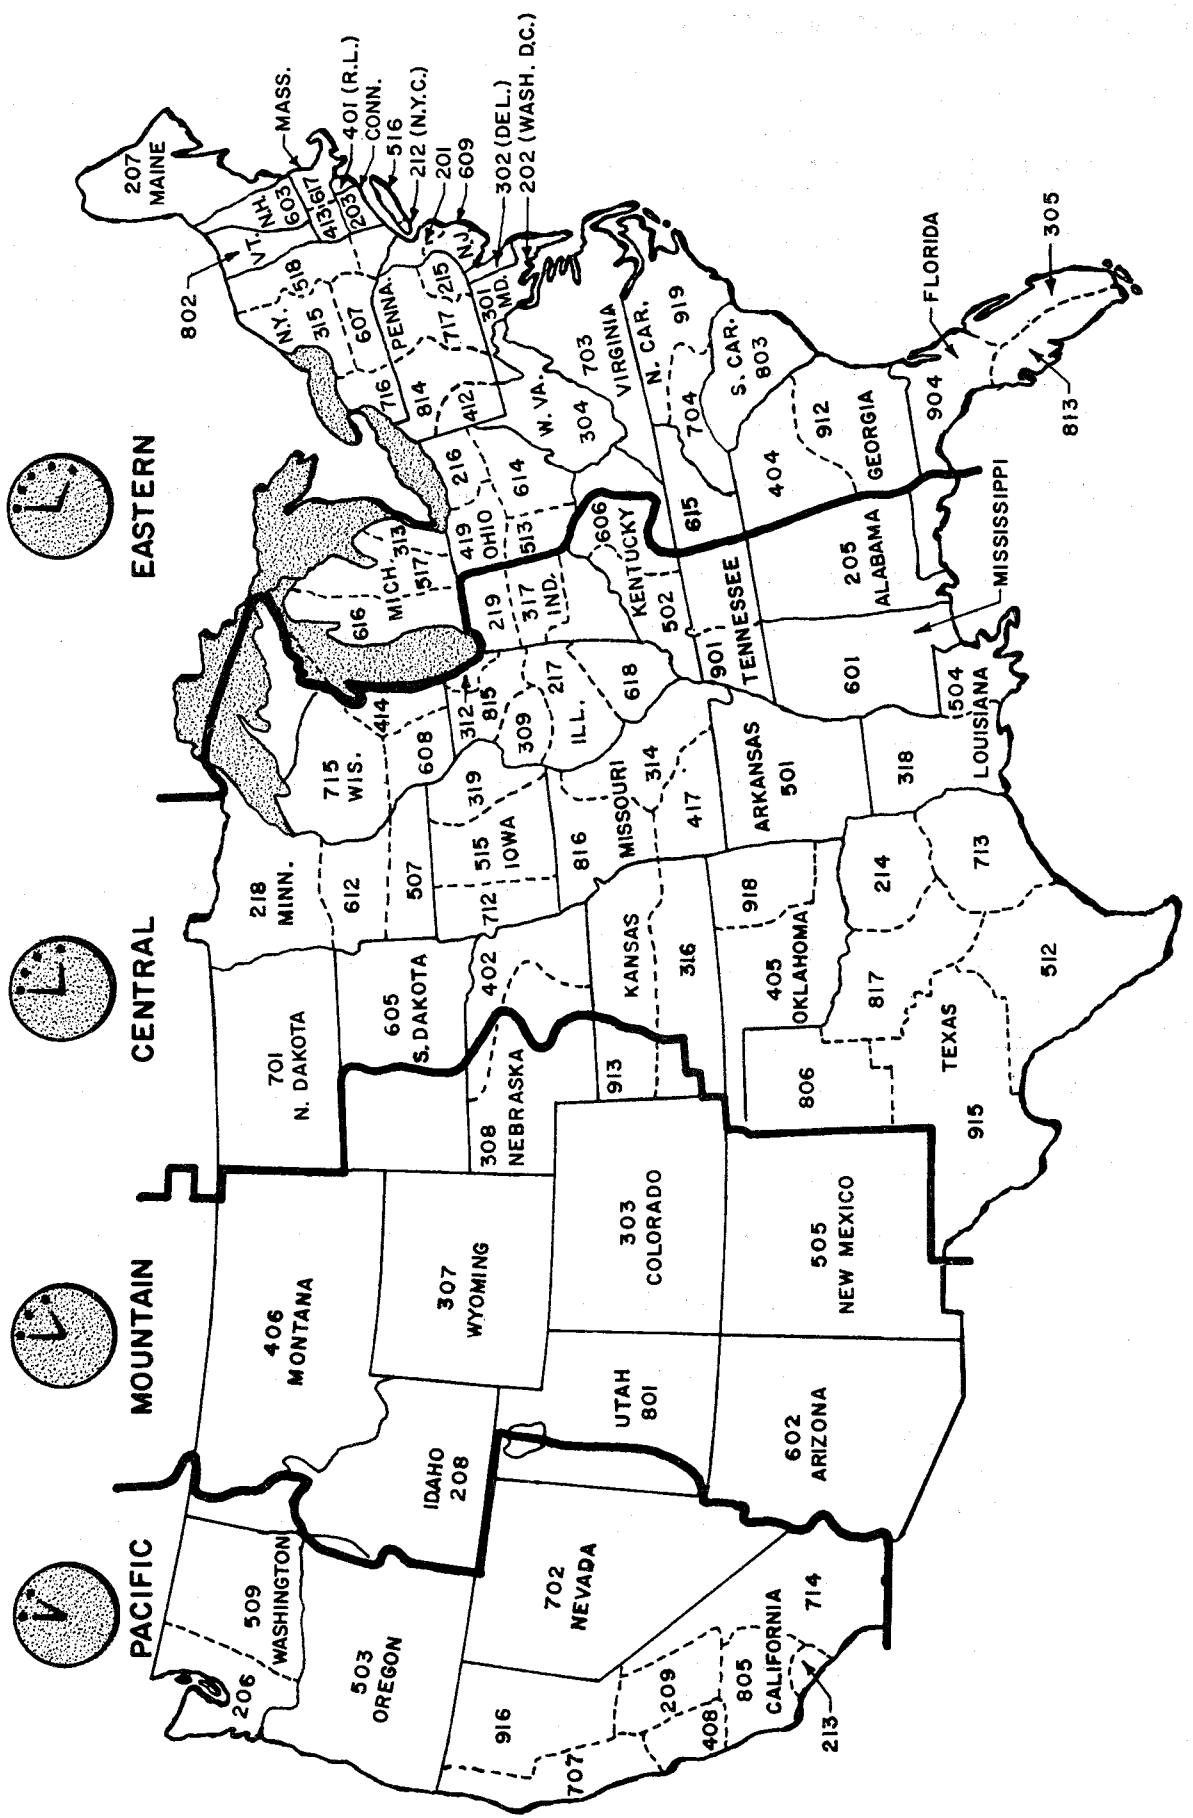 PACIFIC
MOUNTAIN
CENTRAL
EASTERN
206
509
WASHINGTON
503
OREGON
916
707
209
408
805
CALIFORNIA
714
213
702
NEVADA
IDAHO
208
406
MONTANA
307
WYOMING
UTAH
801
602
ARIZONA
303
COLORADO
505
NEW MEXICO
701
N. DAKOTA
605
S. DAKOTA
308
NEBRASKA
402
913
KANSAS
316
405
OKLAHOMA
918
806
817
214
TEXAS
915
512
713
218
MINN.
612
507
712
515
IOWA
319
816
MISSOURI
314
417
ARKANSAS
501
318
LOUISIANA
504
715
WIS.
414
608
312
815
309
217
ILL.
618
616
MICH.
313
517
219
317
IND.
419
OHIO
216
513
614
606
KENTUCKY
502
901
TENNESSEE
615
601
MISSISSIPPI
205
ALABAMA
404
912
GEORGIA
904
FLORIDA
305
813
S. CAR.
803
N. CAR.
704
919
703
VIRGINIA
W. VA.
304
301
MD.
PENNA.
814
412
717
215
N.Y.
315
518
607
716
802
VT.
N.H.
603
207
MAINE
MASS.
413
617
401 (R.I.)
CONN.
203
516
212 (N.Y.C.)
201
609
N.J.
302 (DEL.)
202 (WASH. D.C.)